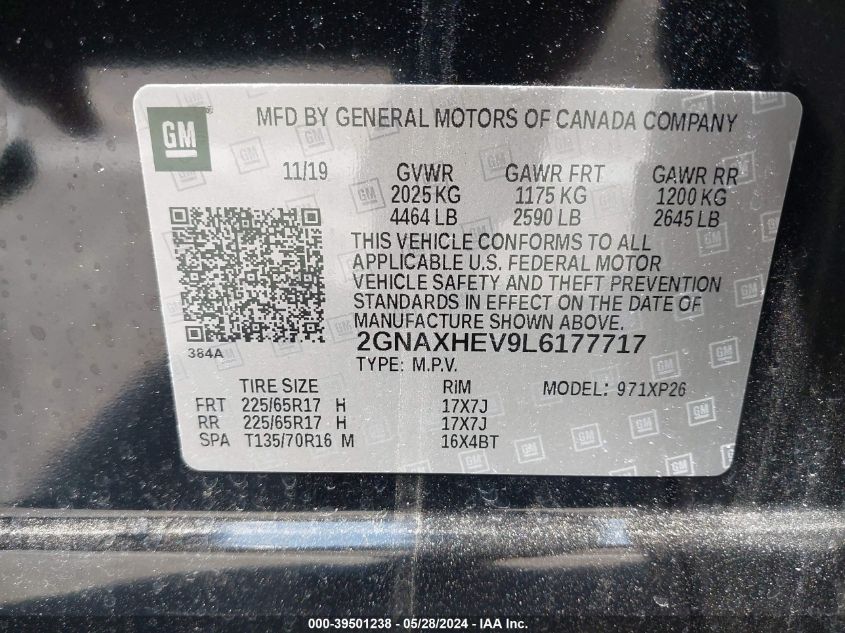 GM
MFD BY GENERAL MOTORS OF CANADA COMPANY
11/19 GVWR GAWR FRT GAWR RR
2025 KG 1175 KG 1200 KG
4464 LB 2590 LB 2645 LB
THIS VEHICLE CONFORMS TO ALL
APPLICABLE U.S. FEDERAL MOTOR
VEHICLE SAFETY AND THEFT PREVENTION
STANDARDS IN EFFECT ON THE DATE OF
MANUFACTURE SHOWN ABOVE.
384A
2GNAXHEV9L6177717
TYPE: M.P.V.
TIRE SIZE RIM MODEL: 971XP26
FRT 225/65R17 H 17X7J
RR 225/65R17 H 17X7J
SPA T135/70R16 M 16X4BT
000-39501238 - 05/28/2024 - IAA Inc.